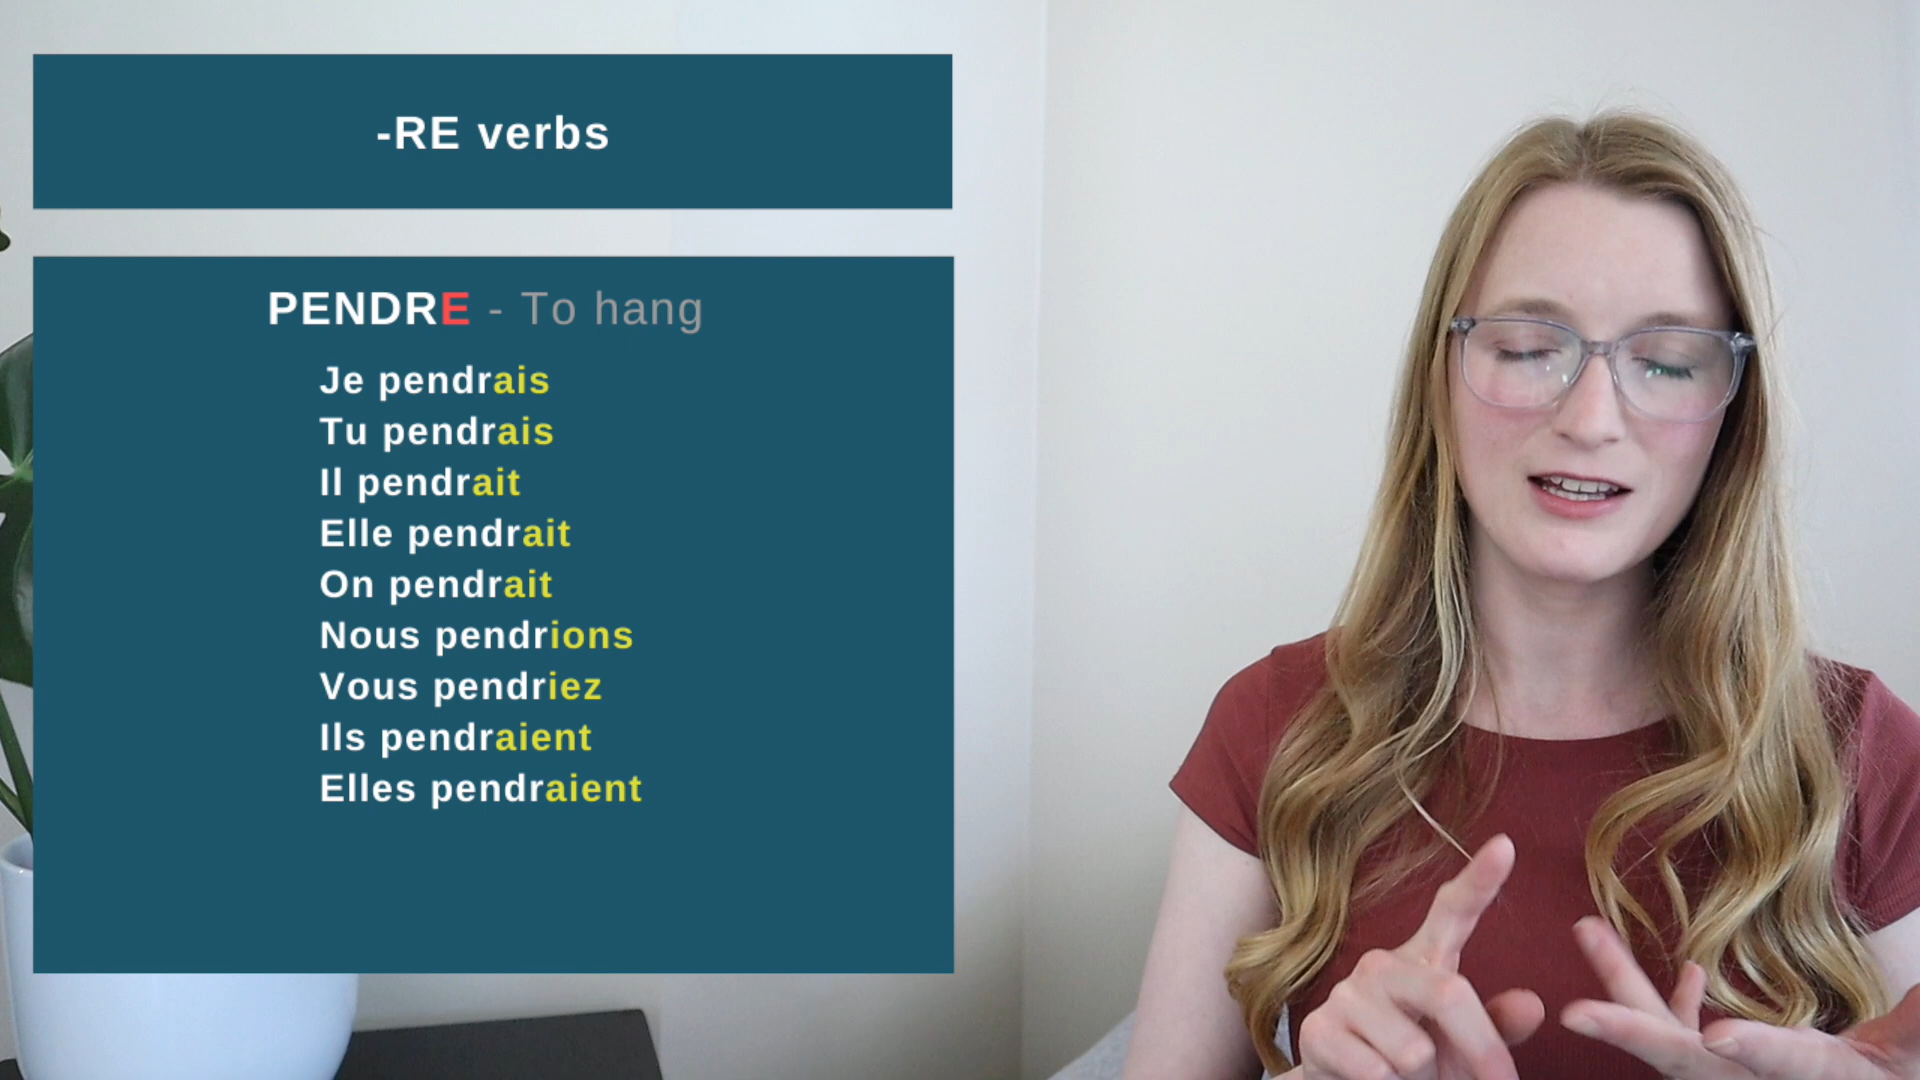 -RE verbs
PENDRE - To hang
Je pendrais
Tu pendrais
Il pendrait
Elle pendrait
On pendrait
Nous pendrions
Vous pendriez
Ils pendraient
Elles pendraient